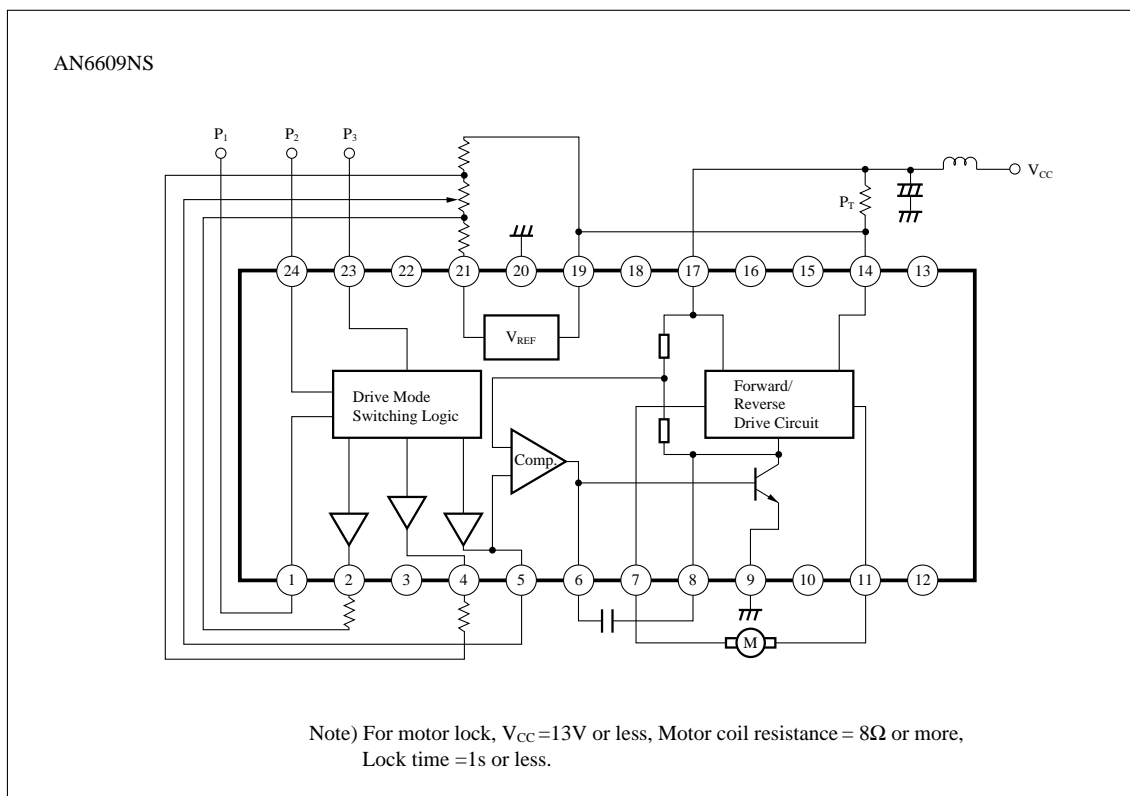 AN6609NS
P1 P2 P3
VCC
PT
24 23 22 21 20 19 18 17 16 15 14 13
VREF
Drive Mode
Switching Logic
Forward/
Reverse
Drive Circuit
Comp.
1 2 3 4 5 6 7 8 9 10 11 12
M
Note) For motor lock, VCC =13V or less, Motor coil resistance = 8Ω or more,
Lock time =1s or less.